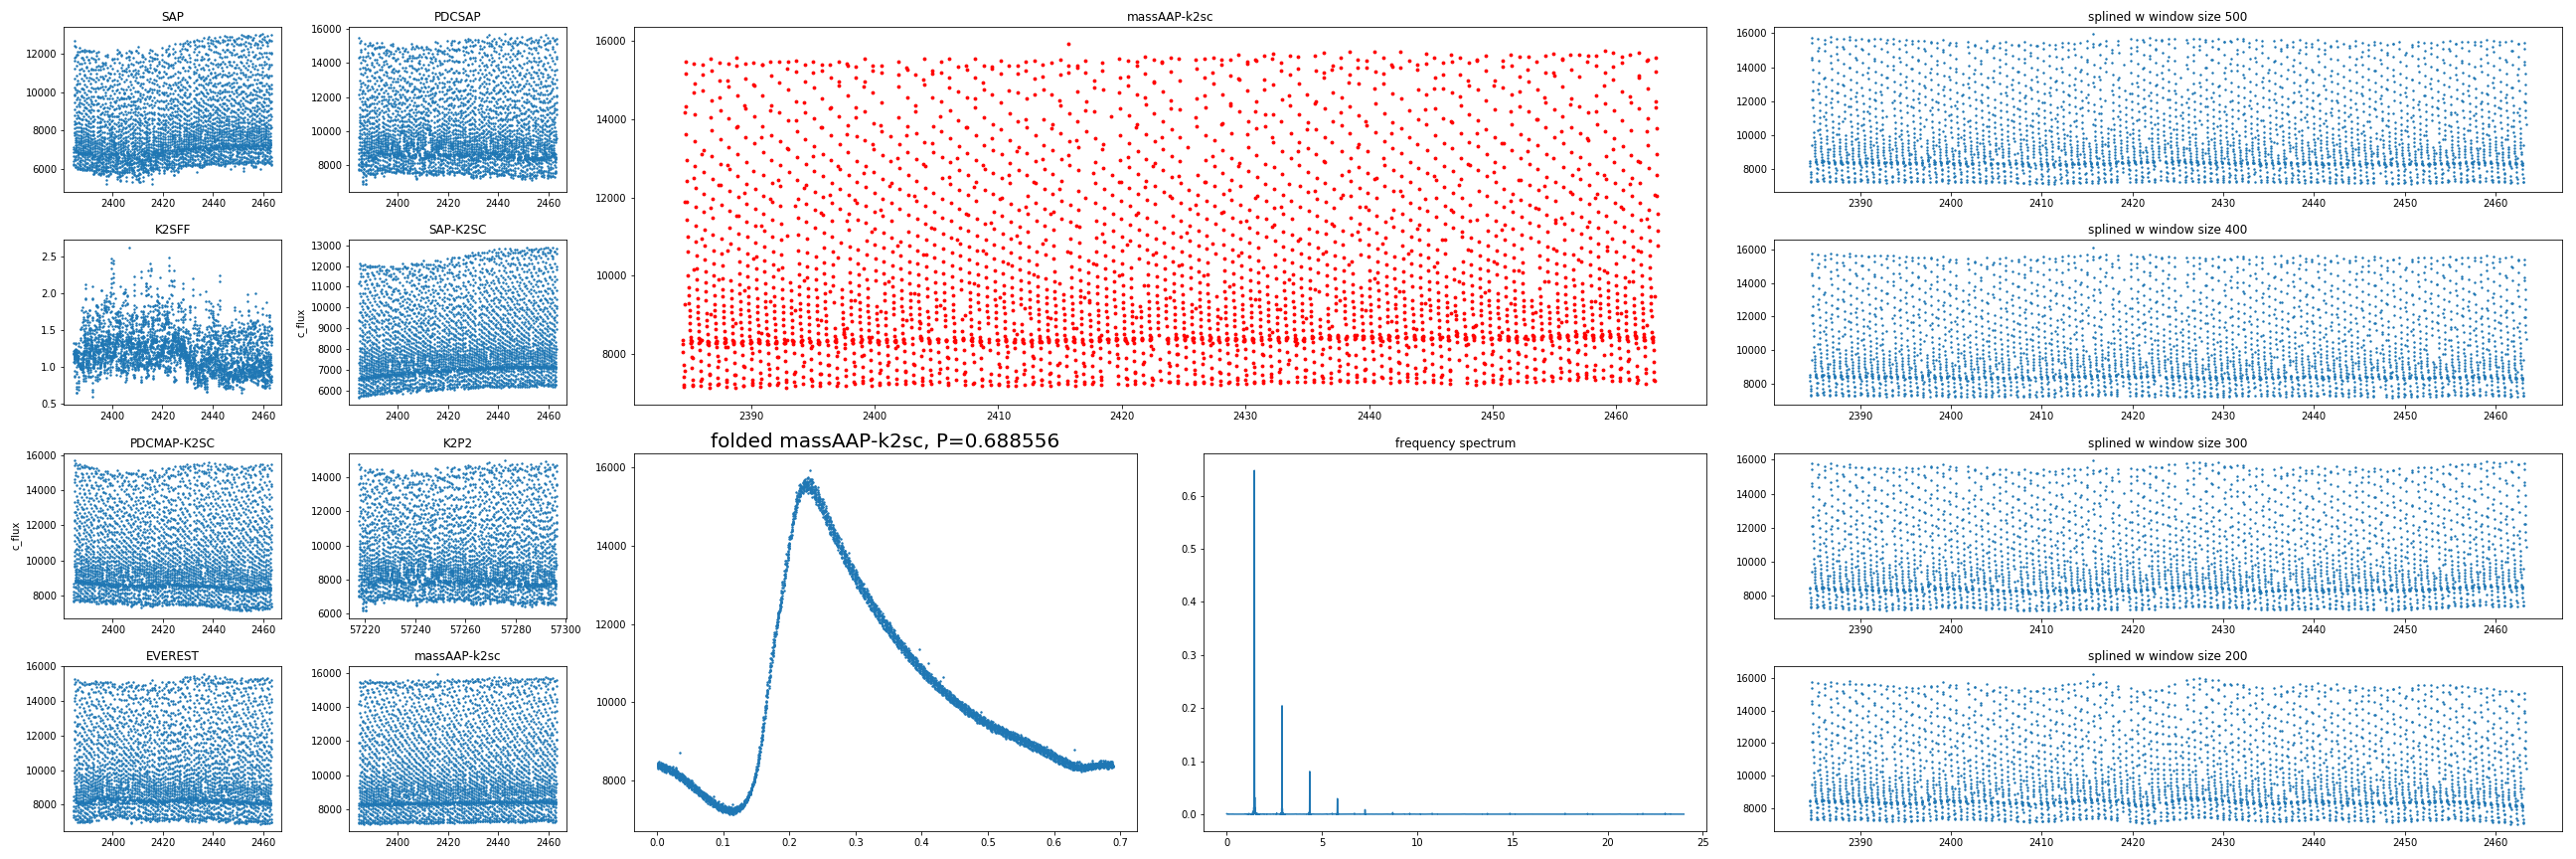 SAP
12000
10000
8000
6000
2400 2420 2440 2460
PDCSAP
16000
14000
12000
10000
8000
2400 2420 2440 2460
massAAP-k2sc
16000
14000
12000
10000
8000
2390 2400 2410 2420 2430 2440 2450 2460
splined w window size 500
16000
14000
12000
10000
8000
2390 2400 2410 2420 2430 2440 2450 2460
K2SFF
2.5
2.0
1.5
1.0
0.5
2400 2420 2440 2460
SAP-K2SC
c_flux
13000
12000
11000
10000
9000
8000
7000
6000
2400 2420 2440 2460
splined w window size 400
16000
14000
12000
10000
8000
2390 2400 2410 2420 2430 2440 2450 2460
PDCMAP-K2SC
c_flux
16000
14000
12000
10000
8000
2400 2420 2440 2460
K2P2
14000
12000
10000
8000
6000
57220 57240 57260 57280 57300
folded massAAP-k2sc, P=0.688556
16000
14000
12000
10000
8000
0.0 0.1 0.2 0.3 0.4 0.5 0.6 0.7
frequency spectrum
0.6
0.5
0.4
0.3
0.2
0.1
0.0
0 5 10 15 20 25
splined w window size 300
16000
14000
12000
10000
8000
2390 2400 2410 2420 2430 2440 2450 2460
EVEREST
16000
14000
12000
10000
8000
2400 2420 2440 2460
massAAP-k2sc
16000
14000
12000
10000
8000
2400 2420 2440 2460
splined w window size 200
16000
14000
12000
10000
8000
2390 2400 2410 2420 2430 2440 2450 2460